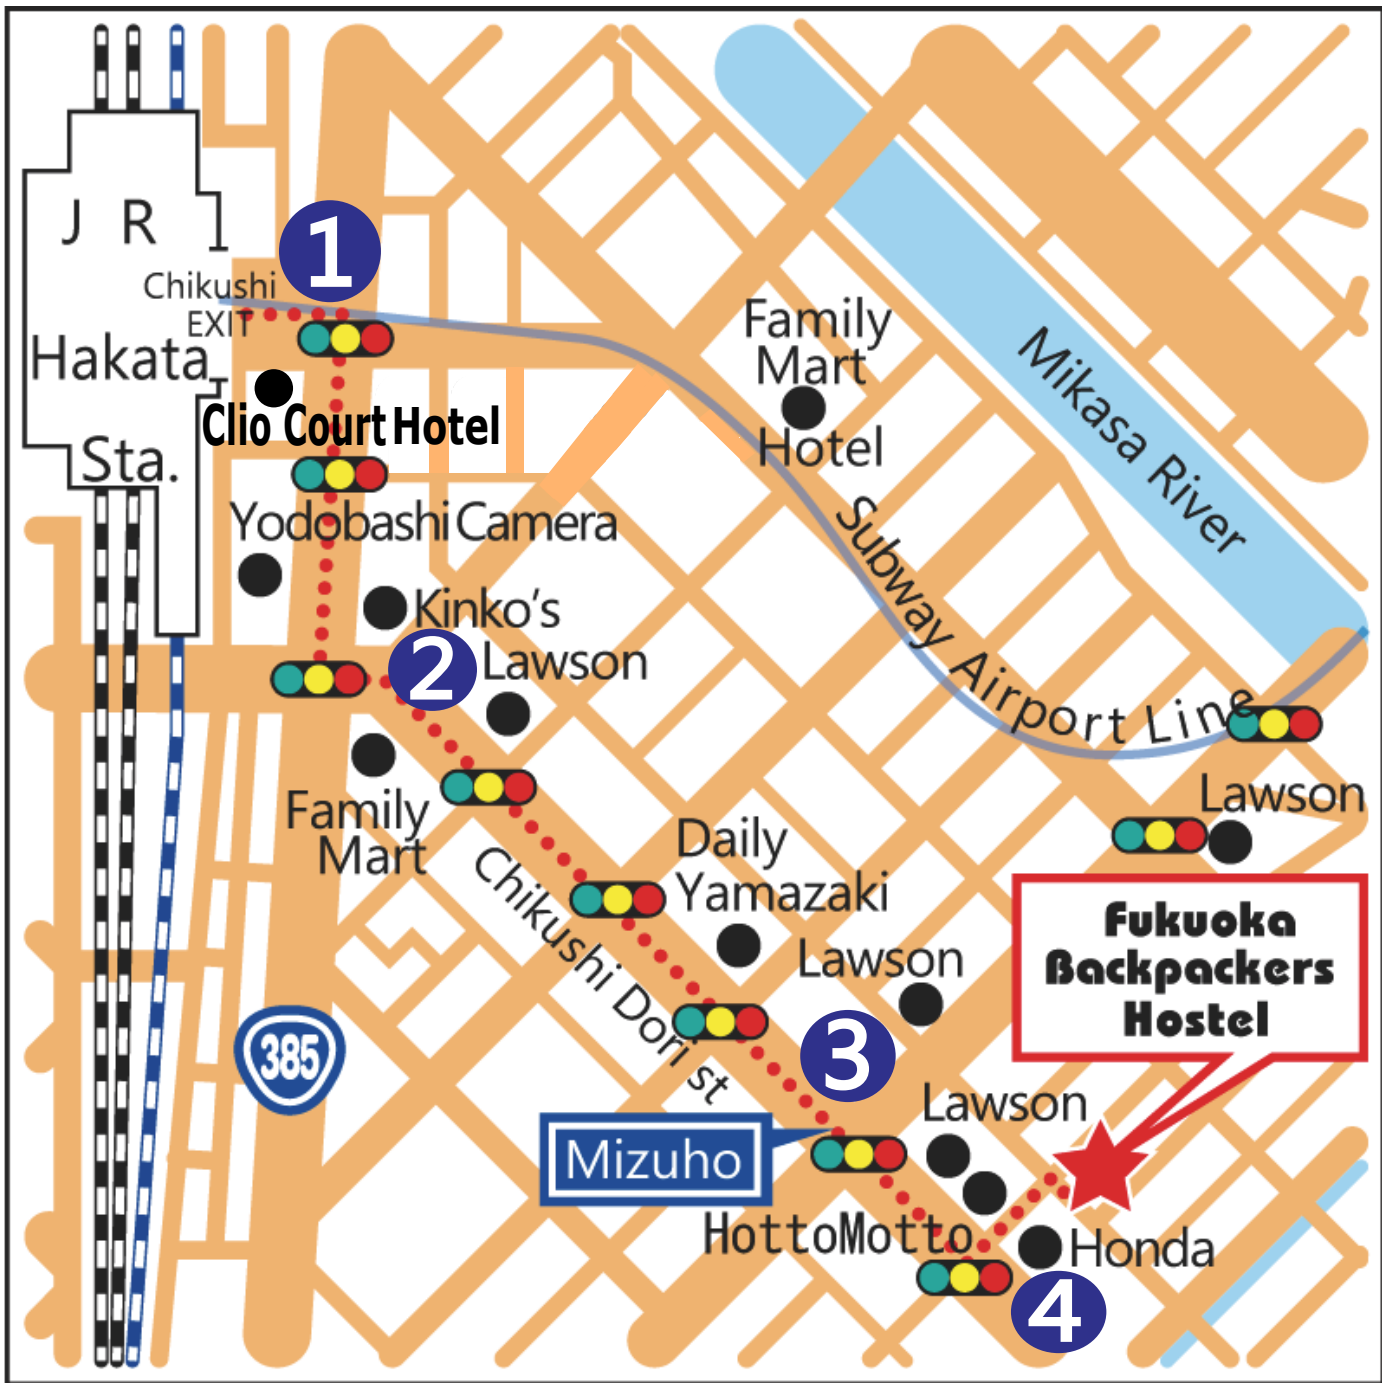 J R
1
Chikushi
EXIT
Hakata
Sta.
Clio Court Hotel
Family
Mart
Hotel
Mikasa River
Yodobashi Camera
Kinko's
2
Lawson
Subway Airport Line
Family
Mart
Lawson
Daily
Yamazaki
Chikushi Dori st
Lawson
Fukuoka
Backpackers
Hostel
385
3
Lawson
Mizuho
HottoMotto
Honda
4